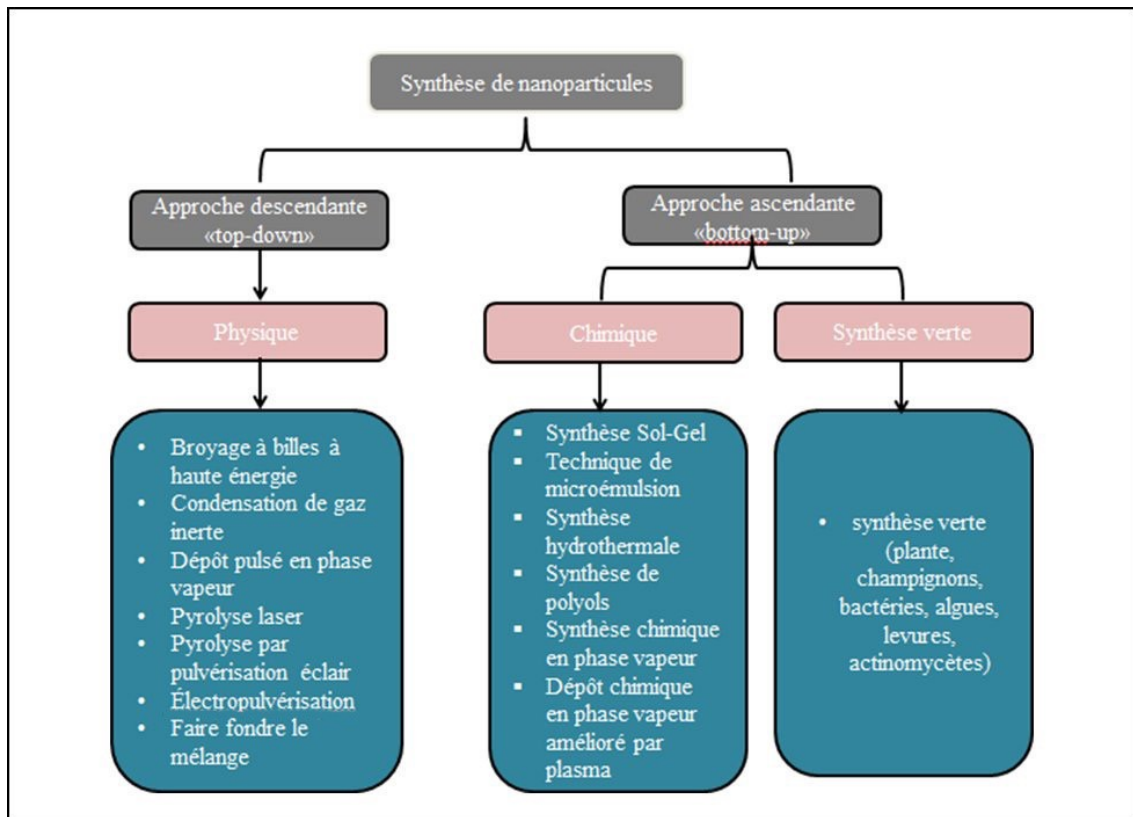 Synthèse de nanoparticules
Approche descendante
«top-down»
Approche ascendante
«bottom-up»
Physique
Chimique
Synthèse verte
• Broyage à billes à
haute énergie
• Condensation de gaz
inerte
• Dépôt pulsé en phase
vapeur
• Pyrolyse laser
• Pyrolyse par
pulvérisation éclair
• Électropulvérisation
• Faire fondre le
mélange
▪ Synthèse Sol-Gel
▪ Technique de
microémulsion
▪ Synthèse
hydrothermale
▪ Synthèse de
polyols
▪ Synthèse chimique
en phase vapeur
▪ Dépôt chimique
en phase vapeur
amélioré par
plasma
• synthèse verte
(plante,
champignons,
bactéries, algues,
levures,
actinomycètes)